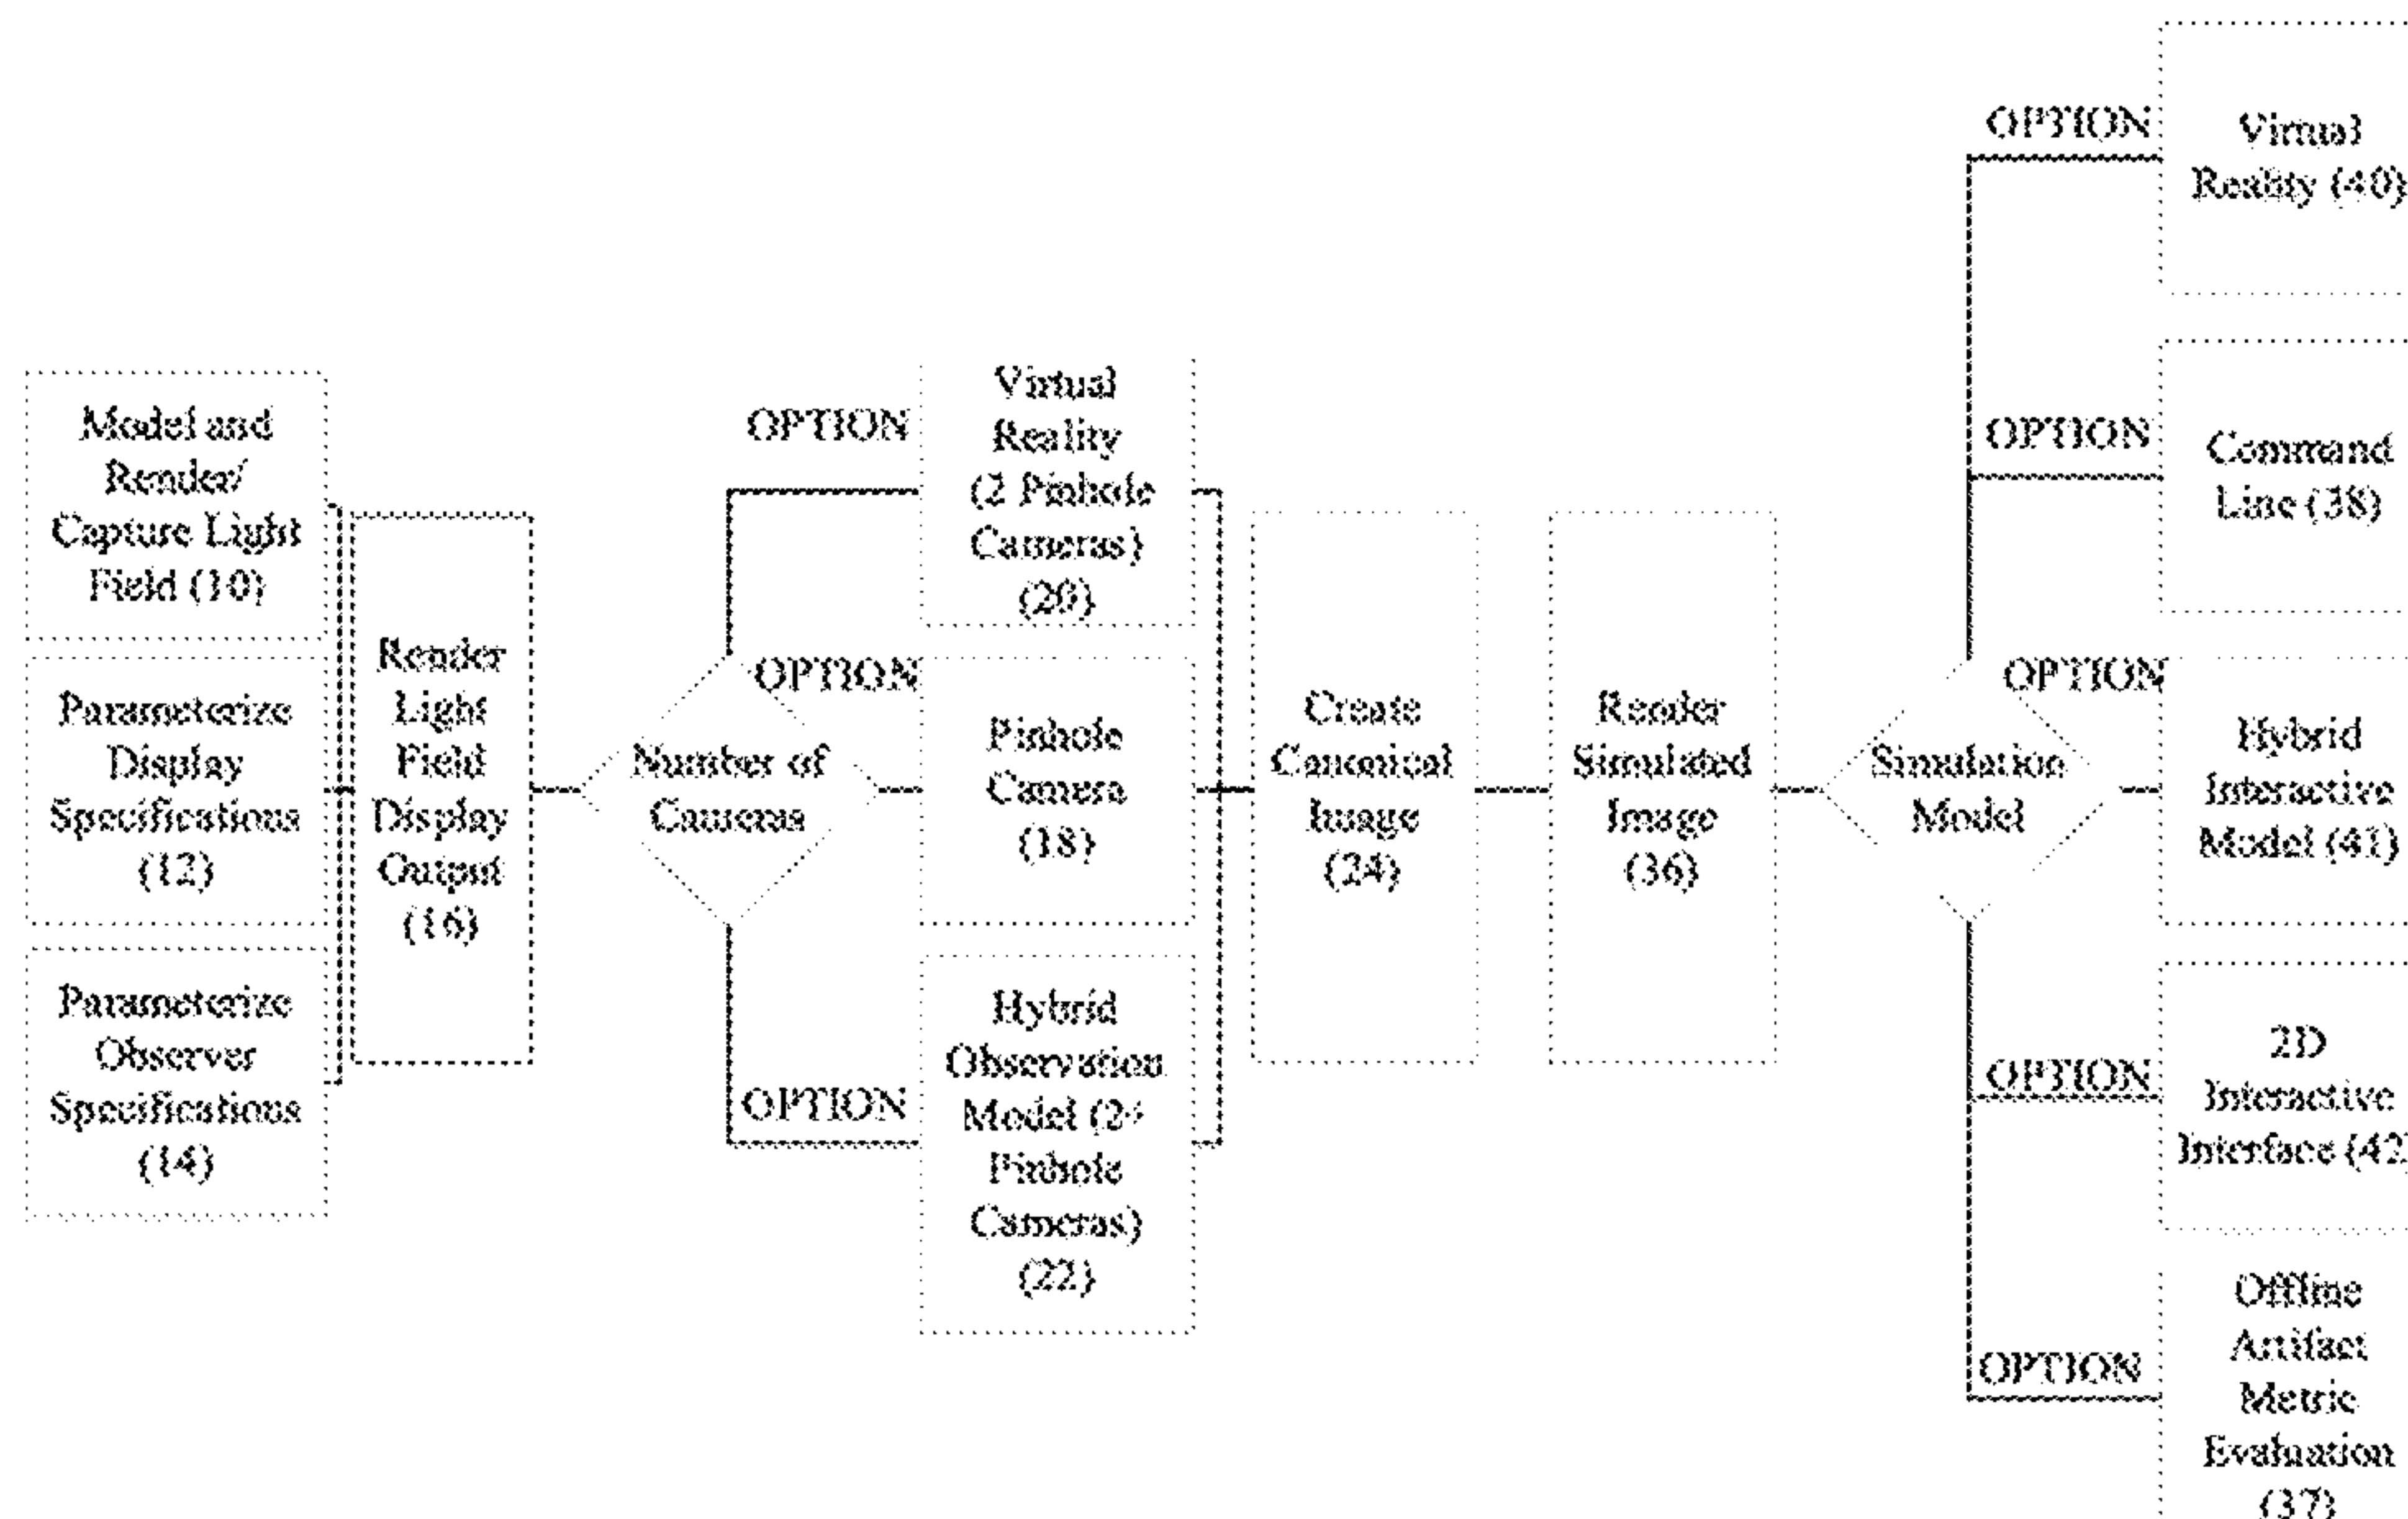 Model and
Render/
Capture Light
Field (10)
Parameterize
Display
Specifications
(12)
Parameterize
Observer
Specifications
(14)
Render
Light
Field
Display
Output
(16)
Number of
Cameras
OPTION
Virtual
Reality
(2 Pinhole
Cameras)
(20)
OPTION
Pinhole
Camera
(18)
OPTION
Hybrid
Observation
Model (2+
Pinhole
Cameras)
(22)
Create
Canonical
Image
(24)
Render
Simulated
Image
(36)
Simulation
Model
OPTION
Virtual
Reality (40)
OPTION
Command
Line (38)
OPTION
Hybrid
Interactive
Model (41)
OPTION
2D
Interactive
Interface (42)
OPTION
Offline
Artifact
Metric
Evaluation
(37)